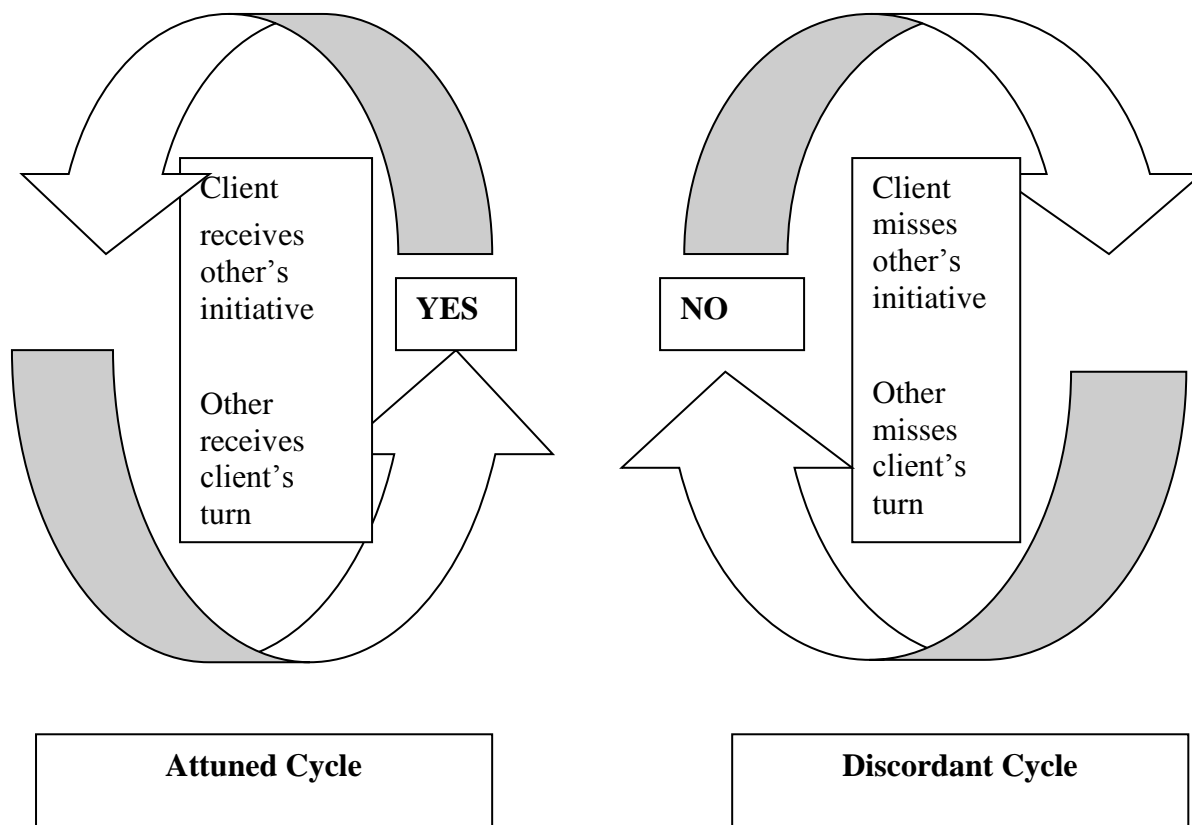 Client
receives
other’s
initiative
Other
receives
client’s
turn
YES
NO
Client
misses
other’s
initiative
Other
misses
client’s
turn
Attuned Cycle
Discordant Cycle